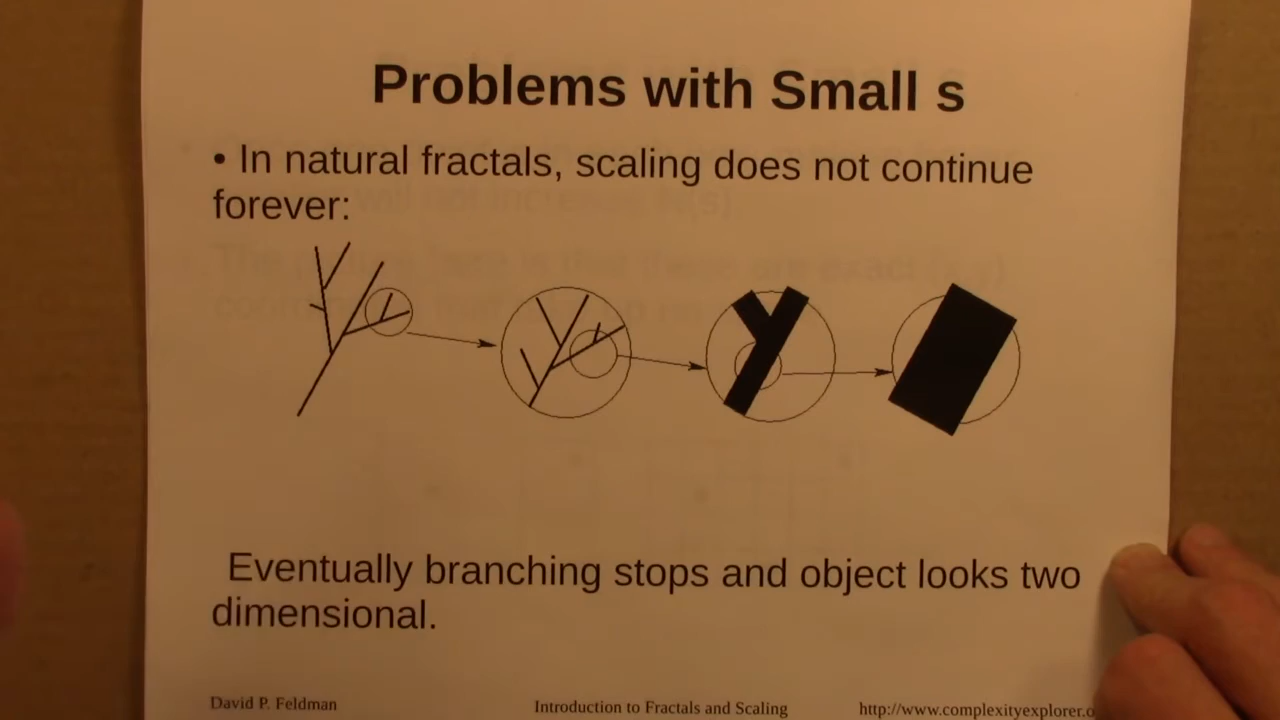 Problems with Small s
• In natural fractals, scaling does not continue
forever:
Eventually branching stops and object looks two
dimensional.
David P. Feldman
Introduction to Fractals and Scaling
http://www.complexityexplorer.o